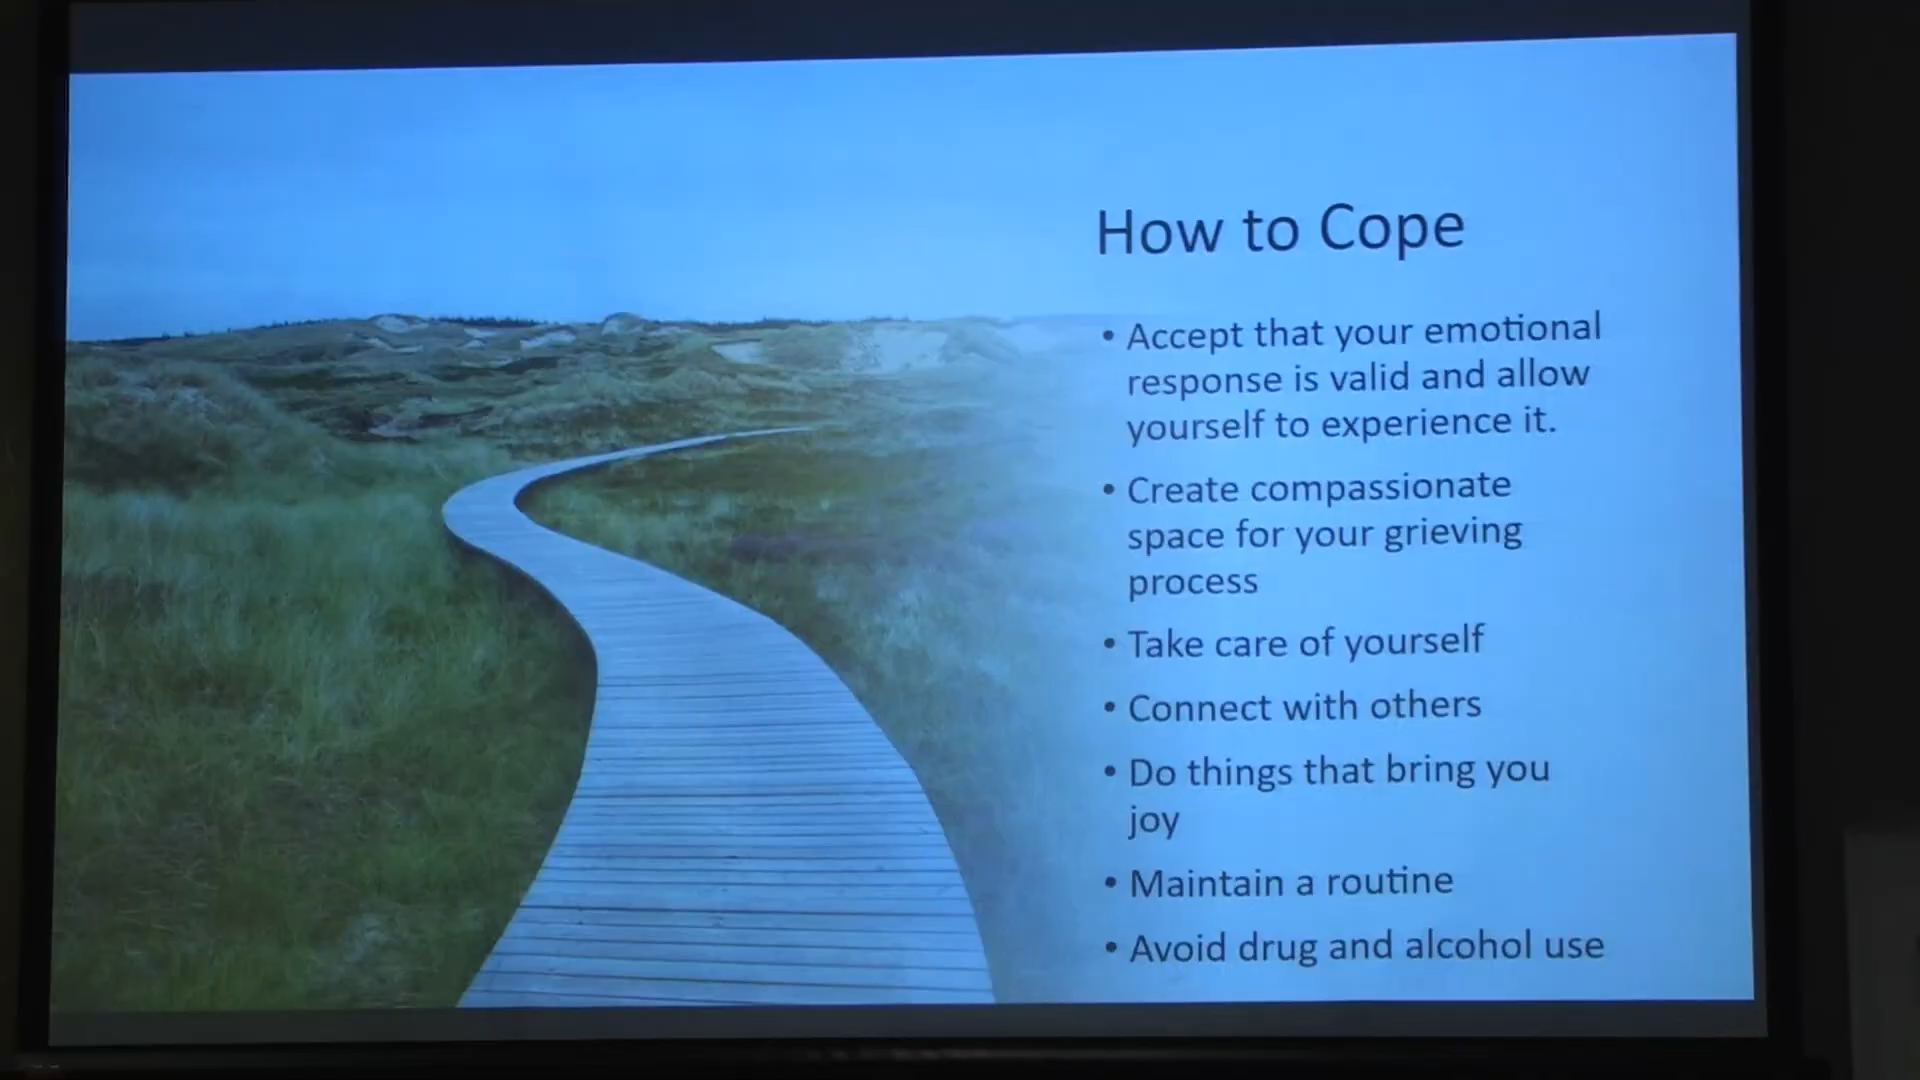 How to Cope
• Accept that your emotional
response is valid and allow
yourself to experience it.
• Create compassionate
space for your grieving
process
• Take care of yourself
• Connect with others
• Do things that bring you
joy
• Maintain a routine
• Avoid drug and alcohol use